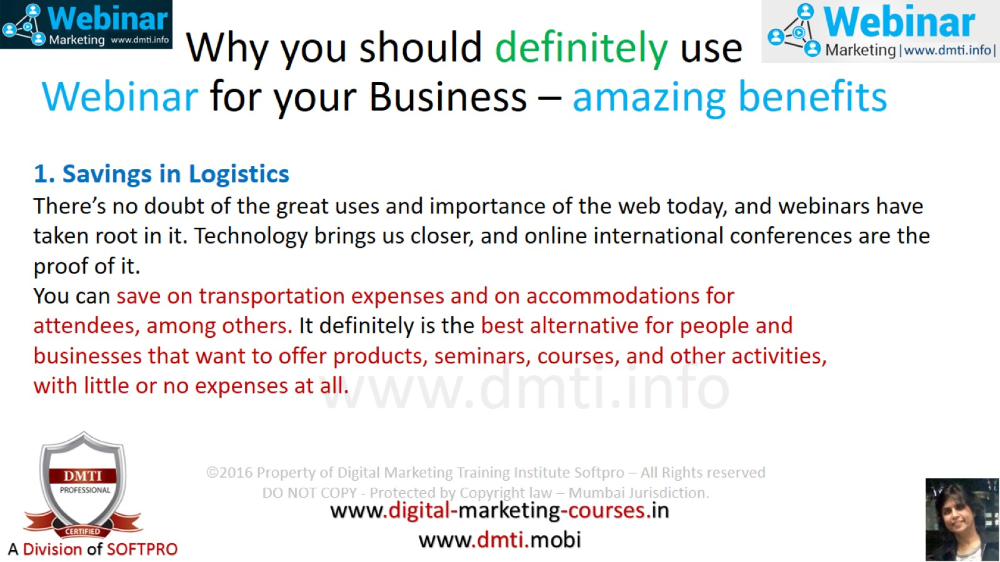 Webinar
Marketing www.dmti.info
Webinar
Marketing|www.dmti.info|
Why you should definitely use
Webinar for your Business – amazing benefits
1. Savings in Logistics
There’s no doubt of the great uses and importance of the web today, and webinars have
taken root in it. Technology brings us closer, and online international conferences are the
proof of it.
You can save on transportation expenses and on accommodations for
attendees, among others. It definitely is the best alternative for people and
businesses that want to offer products, seminars, courses, and other activities,
with little or no expenses at all.
www.dmti.info
DMTI
PROFESSIONAL
CERTIFIED
A Division of SOFTPRO
©2016 Property of Digital Marketing Training Institute Softpro – All Rights reserved
DO NOT COPY - Protected by Copyright law – Mumbai Jurisdiction.
www.digital-marketing-courses.in
www.dmti.mobi